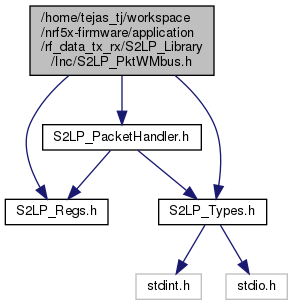 /home/tejas_tj/workspace
/nrf5x-firmware/application
/rf_data_tx_rx/S2LP_Library
/Inc/S2LP_PktWMbus.h
S2LP_PacketHandler.h
S2LP_Regs.h
S2LP_Types.h
stdint.h
stdio.h